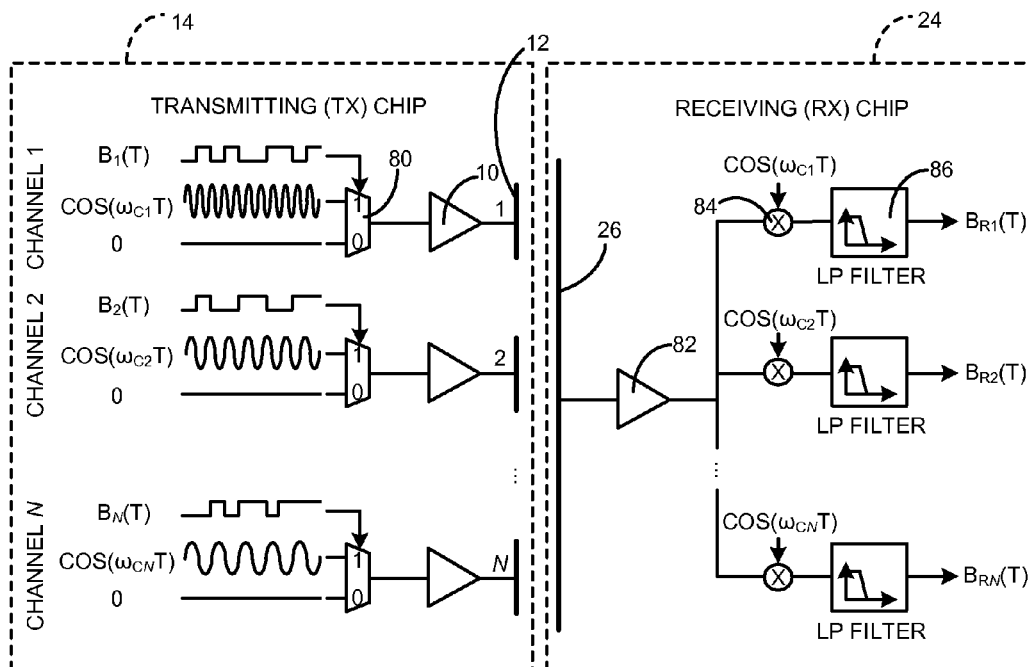 14
12
24
TRANSMITTING (TX) CHIP
RECEIVING (RX) CHIP
CHANNEL 1
B1(T)
COS(ωC1T)
0
1
0
80
10
1
CHANNEL 2
B2(T)
COS(ωC2T)
0
1
0
2
...
CHANNEL N
BN(T)
COS(ωCNT)
0
1
0
N
26
82
COS(ωC1T)
84
X
86
LP FILTER
BR1(T)
COS(ωC2T)
X
LP FILTER
BR2(T)
...
...
COS(ωCNT)
X
LP FILTER
BRN(T)